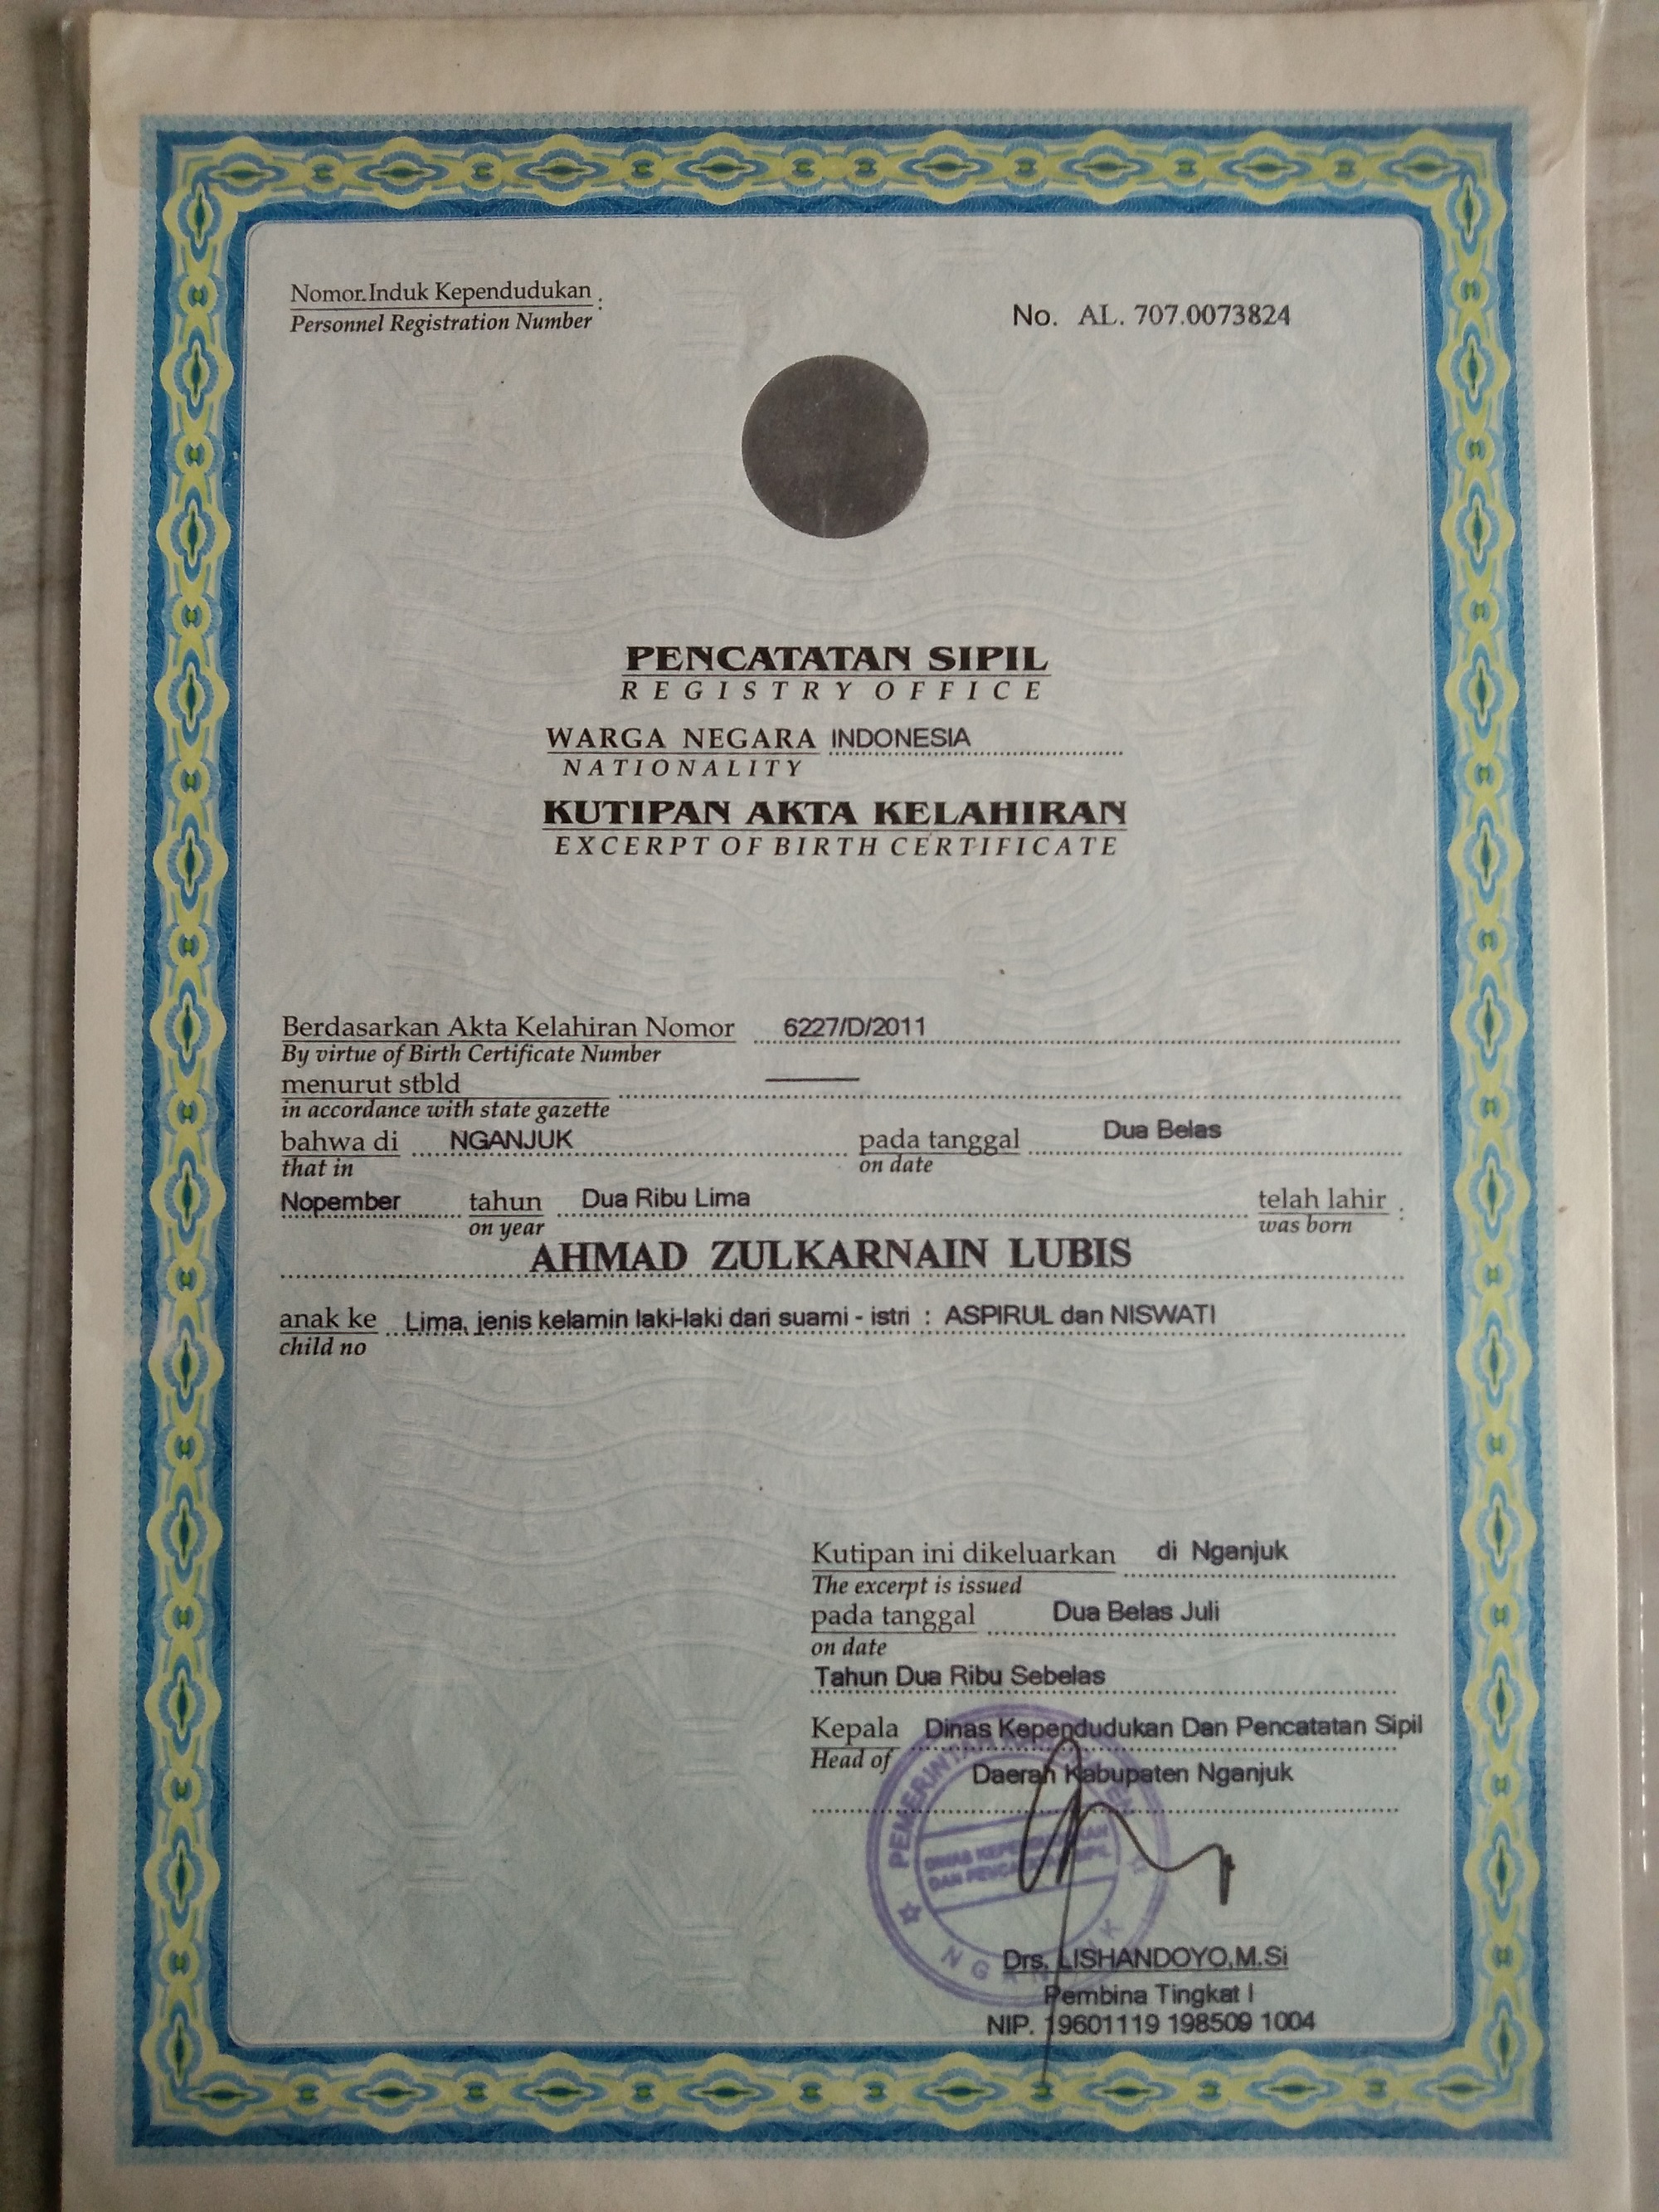 Nomor Induk Kependudukan :
Personnel Registration Number
No. AL. 707.0073824
PENCATATAN SIPIL
REGISTRY OFFICE
WARGA NEGARA INDONESIA
NATIONALITY
KUTIPAN AKTA KELAHIRAN
EXCERPT OF BIRTH CERTIFICATE
Berdasarkan Akta Kelahiran Nomor 6227/D/2011
By virtue of Birth Certificate Number
menurut stbld
in accordance with state gazette
bahwa di NGANJUK pada tanggal Dua Belas
that in on date
Nopember tahun Dua Ribu Lima telah lahir :
on year was born
AHMAD ZULKARNAIN LUBIS
anak ke Lima, jenis kelamin laki-laki dari suami - istri : ASPIRUL dan NISWATI
child no
Kutipan ini dikeluarkan di Nganjuk
The excerpt is issued
pada tanggal Dua Belas Juli
on date
Tahun Dua Ribu Sebelas
Kepala Dinas Kependudukan Dan Pencatatan Sipil
Head of
Daerah Kabupaten Nganjuk
DINAS KEPENDUDUKAN
DAN PENCATATAN SIPIL
NGANJUK
Drs. LISHANDOYO,M.Si
Pembina Tingkat I
NIP. 19601119 198509 1004